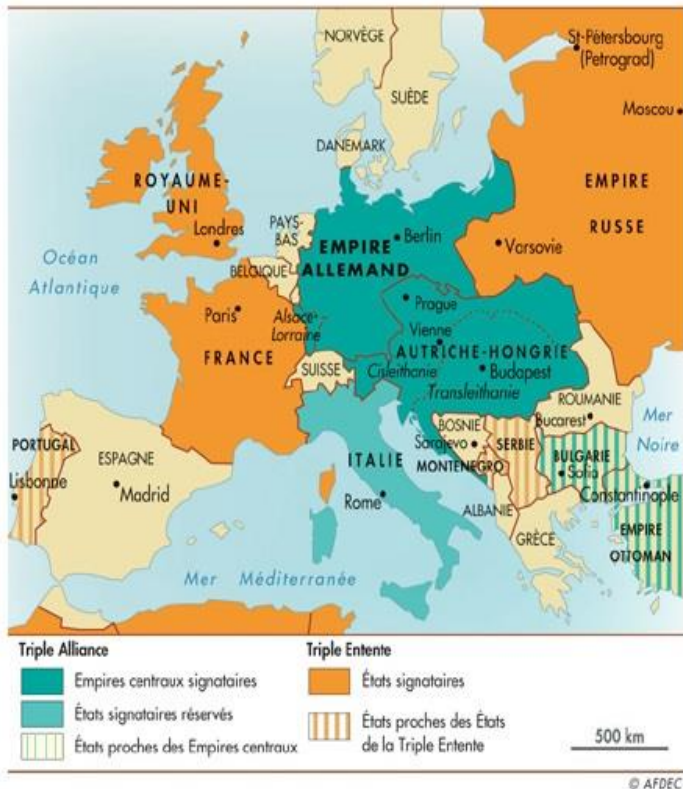 NORVÈGE
St-Pétersbourg
(Petrograd)
SUÈDE
Moscou
DANEMARK
ROYAUME-
UNI
EMPIRE
RUSSE
Londres
PAYS-
BAS
Berlin
Varsovie
EMPIRE
ALLEMAND
Océan
Atlantique
BELGIQUE
Prague
Paris
Alsace-
Lorraine
Vienne
FRANCE
AUTRICHE-HONGRIE
SUISSE
Cisleithanie
Budapest
Transleithanie
ROUMANIE
BOSNIE
Bucarest
Mer
Noire
PORTUGAL
ESPAGNE
Sarajevo
SERBIE
ITALIE
MONTÉNÉGRO
BULGARIE
Sofia
Lisbonne
Madrid
Rome
Constantinople
ALBANIE
EMPIRE
OTTOMAN
GRÈCE
Mer Méditerranée
Triple Alliance
Empires centraux signataires
États signataires réservés
États proches des Empires centraux
Triple Entente
États signataires
États proches des États
de la Triple Entente
500 km
© AFDEC